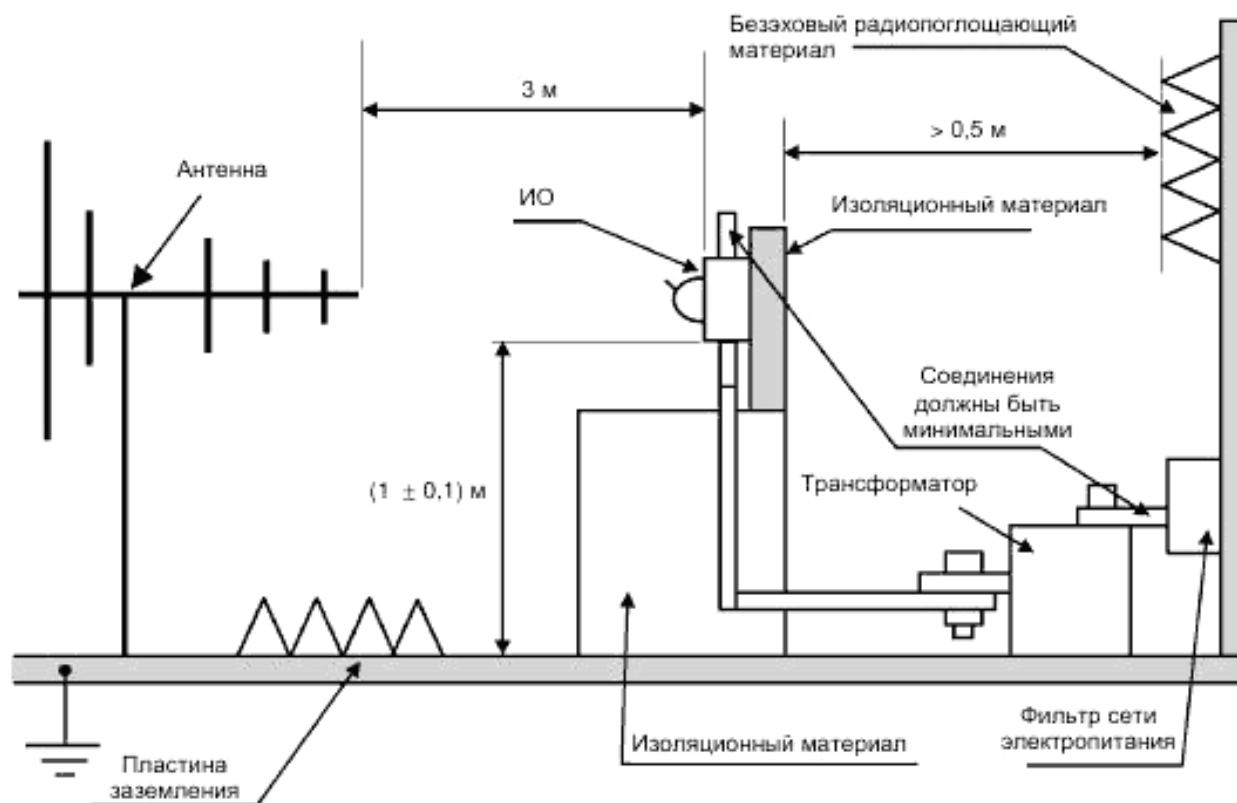 Безэховый радиопоглощающий
материал
3 м
> 0,5 м
Антенна
ИО
Изоляционный материал
Соединения
должны быть
минимальными
(1 ± 0,1) м
Трансформатор
Изоляционный материал
Фильтр сети
электропитания
Пластина
заземления